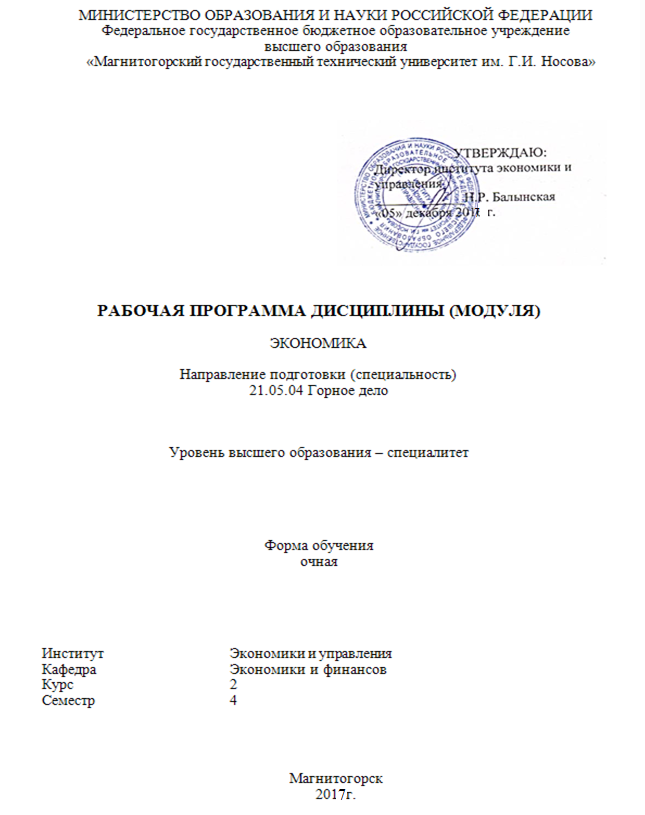 МИНИСТЕРСТВО ОБРАЗОВАНИЯ И НАУКИ РОССИЙСКОЙ ФЕДЕРАЦИИ
Федеральное государственное бюджетное образовательное учреждение
высшего образования
«Магнитогорский государственный технический университет им. Г.И. Носова»
УТВЕРЖДАЮ:
Директор института экономики и
управления
Н.Р. Балынская
«05» декабря 2017 г.
РАБОЧАЯ ПРОГРАММА ДИСЦИПЛИНЫ (МОДУЛЯ)
ЭКОНОМИКА
Направление подготовки (специальность)
21.05.04 Горное дело
Уровень высшего образования – специалитет
Форма обучения
очная
Институт Экономики и управления
Кафедра Экономики и финансов
Курс 2
Семестр 4
Магнитогорск
2017г.